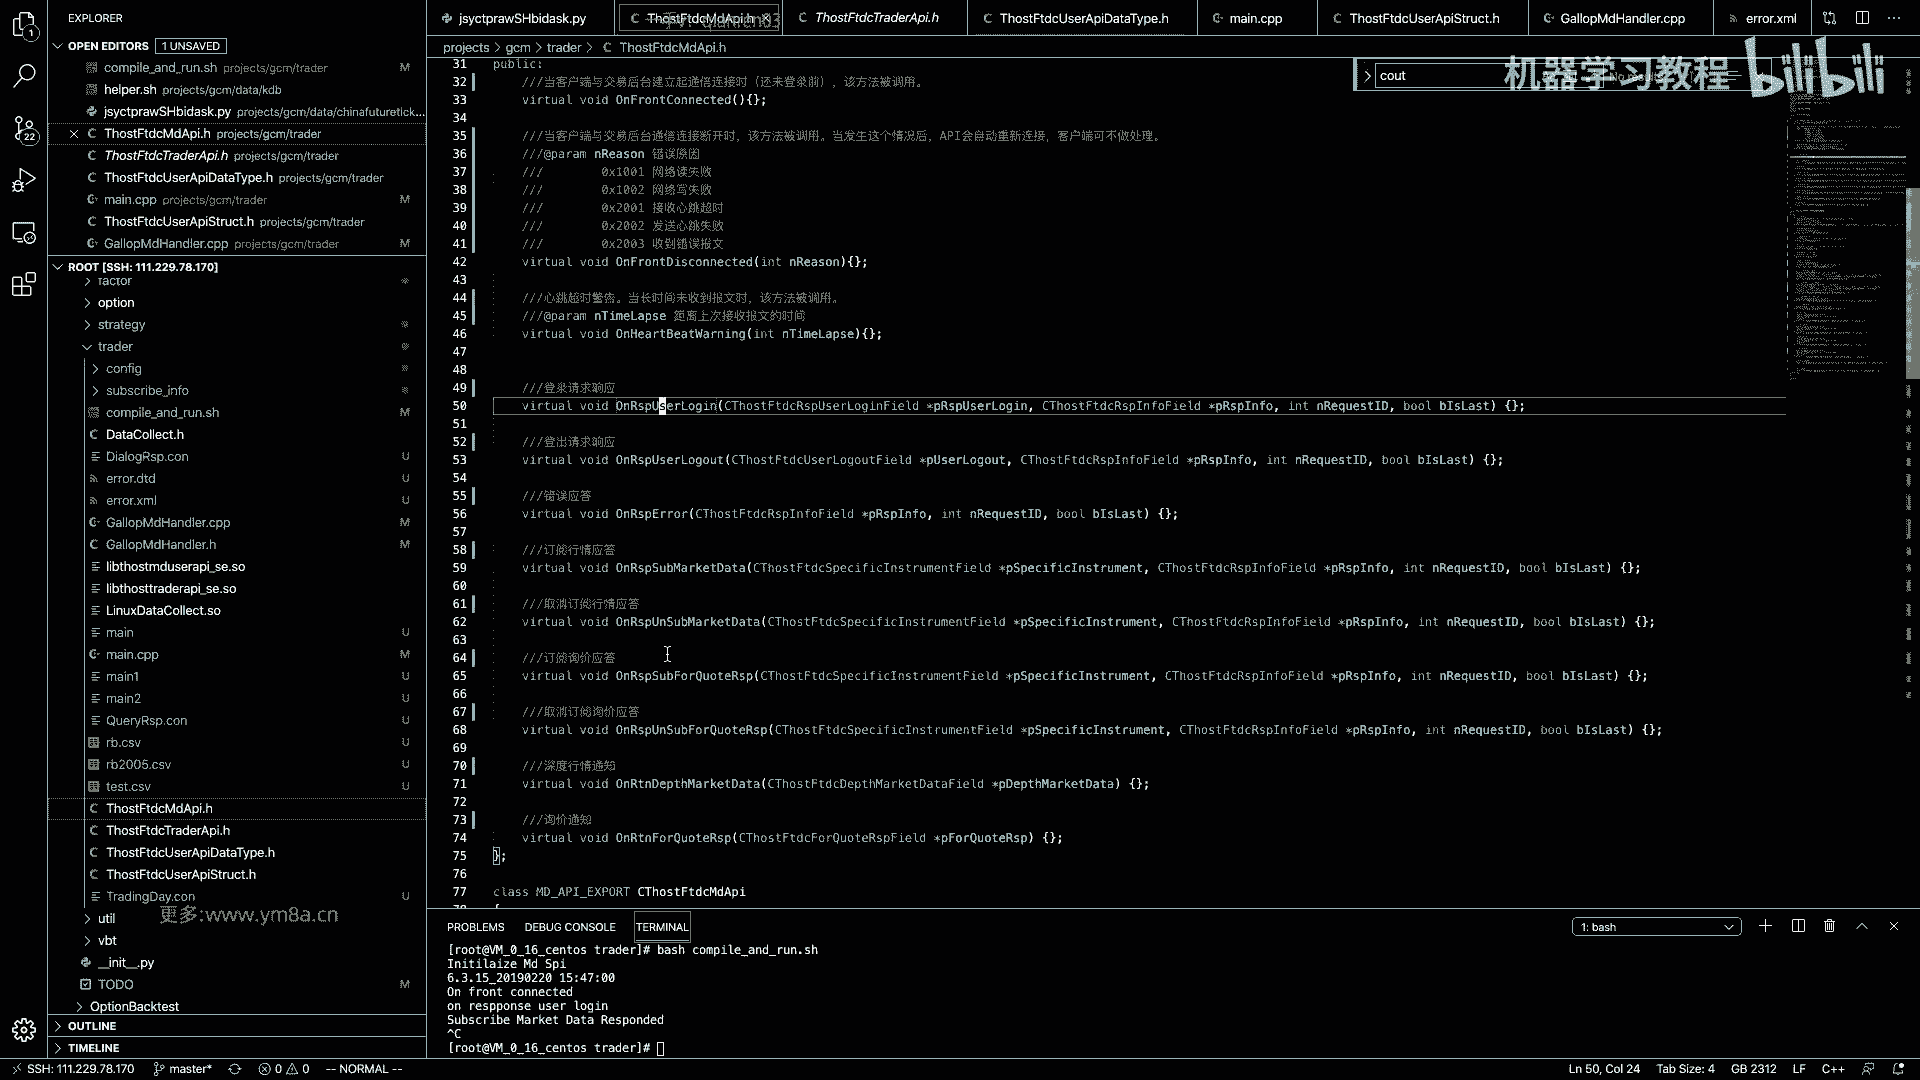 EXPLORER
OPEN EDITORS 1 UNSAVED
compile_and_run.sh projects/gcm/trader M
helper.sh projects/gcm/data/kdb
jsyctprawSHbidask.py projects/gcm/data/chinafuturetick...
ThostFtdcMdApi.h projects/gcm/trader
ThostFtdcTraderApi.h projects/gcm/trader
ThostFtdcUserApiDataType.h projects/gcm/trader
main.cpp projects/gcm/trader M
ThostFtdcUserApiStruct.h projects/gcm/trader
GallopMdHandler.cpp projects/gcm/trader M
ROOT [SSH: 111.229.78.170]
factor
option
strategy
trader
config
subscribe_info
compile_and_run.sh M
DataCollect.h
DialogRsp.con U
error.dtd U
error.xml U
GallopMdHandler.cpp M
GallopMdHandler.h M
libthostmduserapi_se.so
libthosttraderapi_se.so
LinuxDataCollect.so
main U
main.cpp M
main1 U
main2 U
QueryRsp.con U
rb.csv U
rb2005.csv U
test.csv U
ThostFtdcMdApi.h
ThostFtdcTraderApi.h
ThostFtdcUserApiDataType.h
ThostFtdcUserApiStruct.h
TradingDay.con U
更多:www.ym8a.cn
util
vbt
__init__.py
TODO M
OptionBacktest
OUTLINE
TIMELINE
jsyctprawSHbidask.py ThostFtdcMdApi.h ThostFtdcTraderApi.h ThostFtdcUserApiDataType.h main.cpp ThostFtdcUserApiStruct.h GallopMdHandler.cpp error.xml
projects > gcm > trader > ThostFtdcMdApi.h
cout
机器学习教程 bilibili
31 public:
32 ///当客户端与交易后台建立起通信连接时（还未登录前），该方法被调用。
33 virtual void OnFrontConnected(){};
34
35 ///当客户端与交易后台通信连接断开时，该方法被调用。当发生这个情况后，API会自动重新连接，客户端可不做处理。
36 ///@param nReason 错误原因
37 /// 0x1001 网络读失败
38 /// 0x1002 网络写失败
39 /// 0x2001 接收心跳超时
40 /// 0x2002 发送心跳失败
41 /// 0x2003 收到错误报文
42 virtual void OnFrontDisconnected(int nReason){};
43
44 ///心跳超时警告。当长时间未收到报文时，该方法被调用。
45 ///@param nTimeLapse 距离上次接收报文的时间
46 virtual void OnHeartBeatWarning(int nTimeLapse){};
47
48
49 ///登录请求响应
50 virtual void OnRspUserLogin(CThostFtdcRspUserLoginField *pRspUserLogin, CThostFtdcRspInfoField *pRspInfo, int nRequestID, bool bIsLast) {};
51
52 ///登出请求响应
53 virtual void OnRspUserLogout(CThostFtdcUserLogoutField *pUserLogout, CThostFtdcRspInfoField *pRspInfo, int nRequestID, bool bIsLast) {};
54
55 ///错误应答
56 virtual void OnRspError(CThostFtdcRspInfoField *pRspInfo, int nRequestID, bool bIsLast) {};
57
58 ///订阅行情应答
59 virtual void OnRspSubMarketData(CThostFtdcSpecificInstrumentField *pSpecificInstrument, CThostFtdcRspInfoField *pRspInfo, int nRequestID, bool bIsLast) {};
60
61 ///取消订阅行情应答
62 virtual void OnRspUnSubMarketData(CThostFtdcSpecificInstrumentField *pSpecificInstrument, CThostFtdcRspInfoField *pRspInfo, int nRequestID, bool bIsLast) {};
63
64 ///订阅询价应答
65 virtual void OnRspSubForQuoteRsp(CThostFtdcSpecificInstrumentField *pSpecificInstrument, CThostFtdcRspInfoField *pRspInfo, int nRequestID, bool bIsLast) {};
66
67 ///取消订阅询价应答
68 virtual void OnRspUnSubForQuoteRsp(CThostFtdcSpecificInstrumentField *pSpecificInstrument, CThostFtdcRspInfoField *pRspInfo, int nRequestID, bool bIsLast) {};
69
70 ///深度行情通知
71 virtual void OnRtnDepthMarketData(CThostFtdcDepthMarketDataField *pDepthMarketData) {};
72
73 ///询价通知
74 virtual void OnRtnForQuoteRsp(CThostFtdcForQuoteRspField *pForQuoteRsp) {};
75 };
76
77 class MD_API_EXPORT CThostFtdcMdApi
PROBLEMS DEBUG CONSOLE TERMINAL 1: bash
[root@VM_0_16_centos trader]# bash compile_and_run.sh
Initilaize Md Spi
6.3.15_20190220 15:47:00
On front connected
on respponse user login
Subscribe Market Data Responded
^C
[root@VM_0_16_centos trader]#
SSH: 111.229.78.170 master* 0 0 -- NORMAL -- Ln 50, Col 24 Tab Size: 4 GB 2312 LF C++